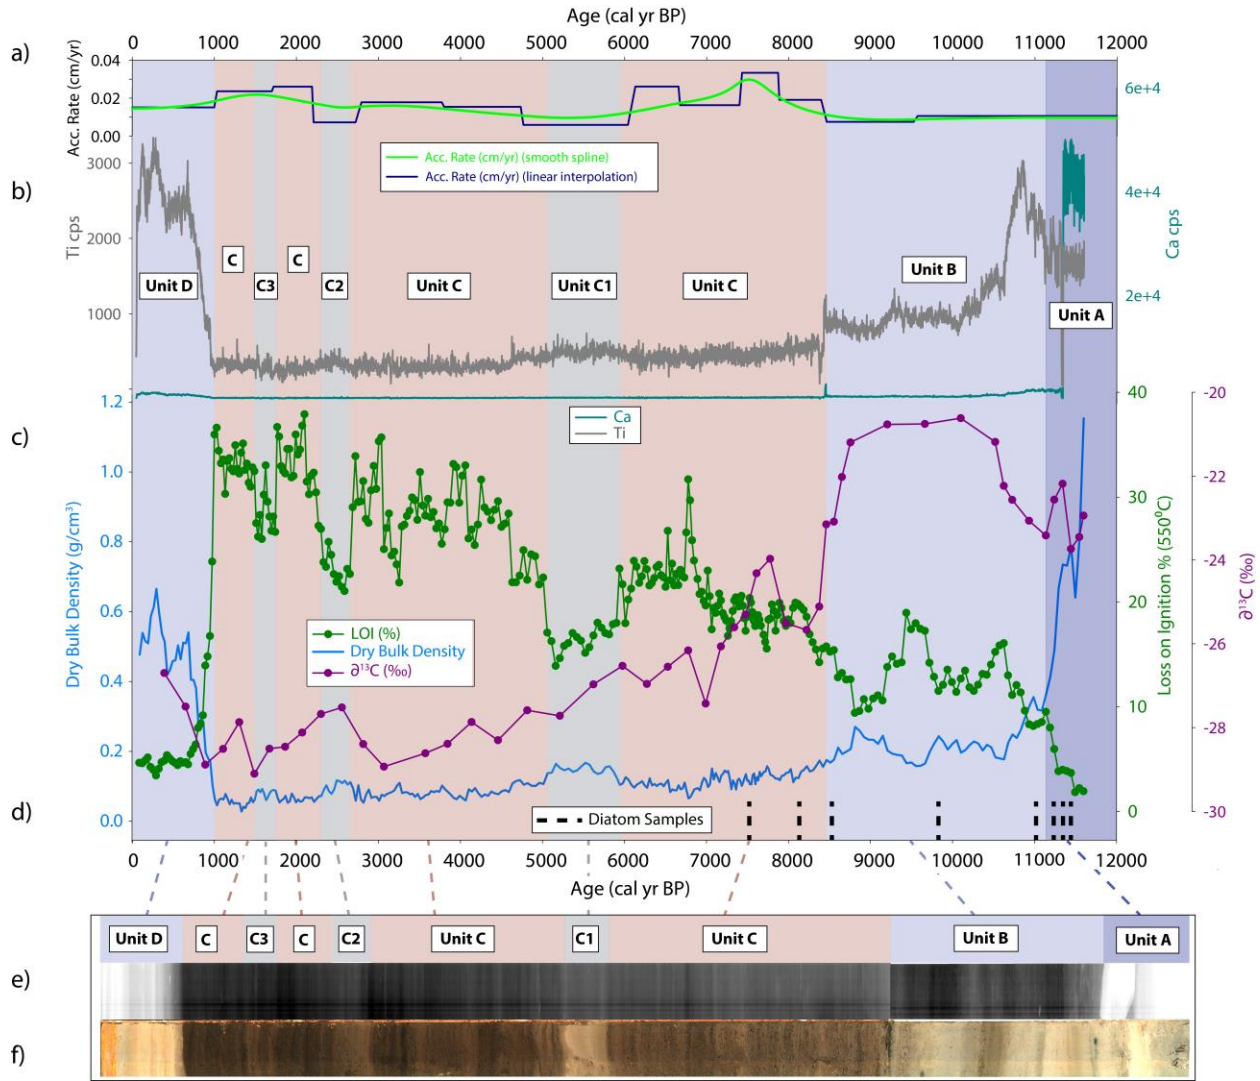 Age (cal yr BP)
0 1000 2000 3000 4000 5000 6000 7000 8000 9000 10000 11000 12000
a)
Acc. Rate (cm/yr)
0.04
0.02
0.00
6e+4
Acc. Rate (cm/yr) (smooth spline)
Acc. Rate (cm/yr) (linear interpolation)
b)
Ti cps
3000
2000
1000
Ca cps
4e+4
2e+4
Unit D
C
C3
C
C2
Unit C
Unit C1
Unit C
Unit B
Unit A
Ca
Ti
c)
Dry Bulk Density (g/cm³)
1.2
1.0
0.8
0.6
0.4
0.2
0.0
40
30
20
10
0
Loss on Ignition % (550⁰C)
-20
-22
-24
-26
-28
-30
∂¹³C (‰)
LOI (%)
Dry Bulk Density
∂¹³C (‰)
d)
Diatom Samples
0 1000 2000 3000 4000 5000 6000 7000 8000 9000 10000 11000 12000
Age (cal yr BP)
Unit D C C3 C C2 Unit C C1 Unit C Unit B Unit A
e)
f)